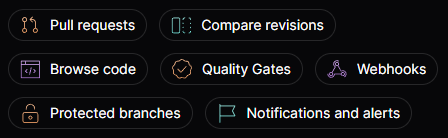 Pull requests
Compare revisions
Browse code
Quality Gates
Webhooks
Protected branches
Notifications and alerts